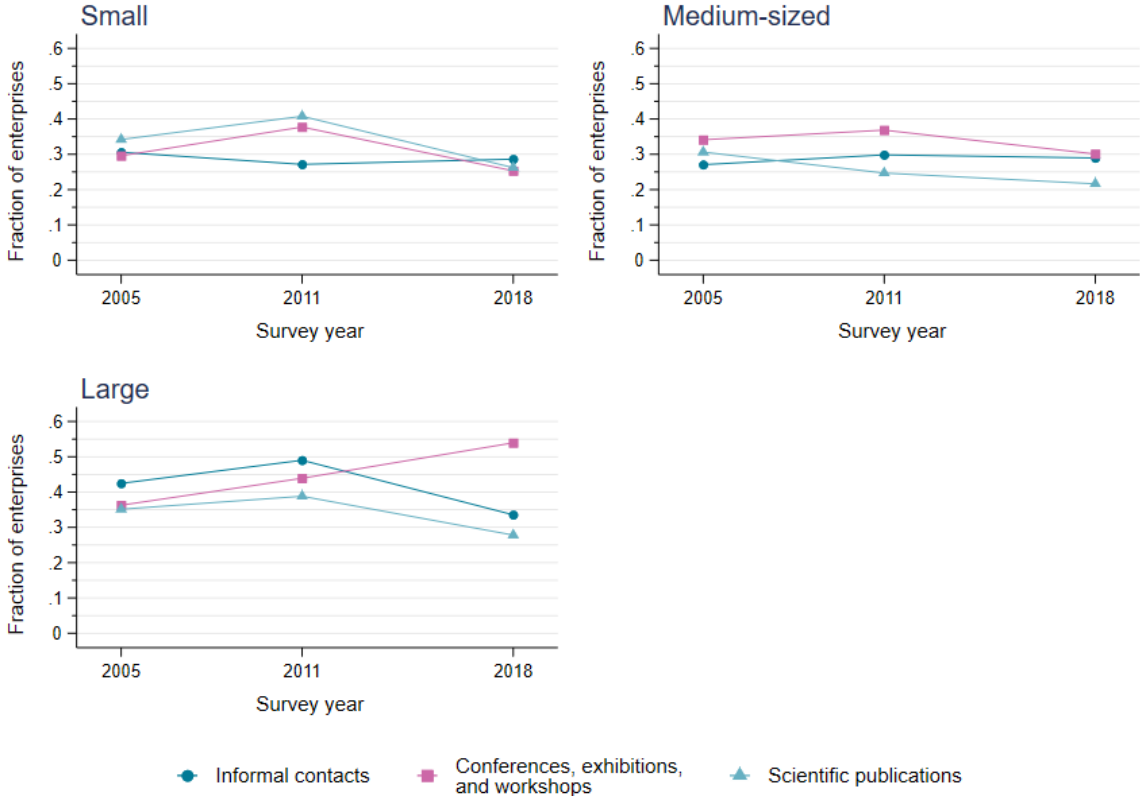 Small
Fraction of enterprises
.6
.5
.4
.3
.2
.1
0
2005 2011 2018
Survey year
Medium-sized
Fraction of enterprises
.6
.5
.4
.3
.2
.1
0
2005 2011 2018
Survey year
Large
Fraction of enterprises
.6
.5
.4
.3
.2
.1
0
2005 2011 2018
Survey year
Informal contacts
Conferences, exhibitions,
and workshops
Scientific publications